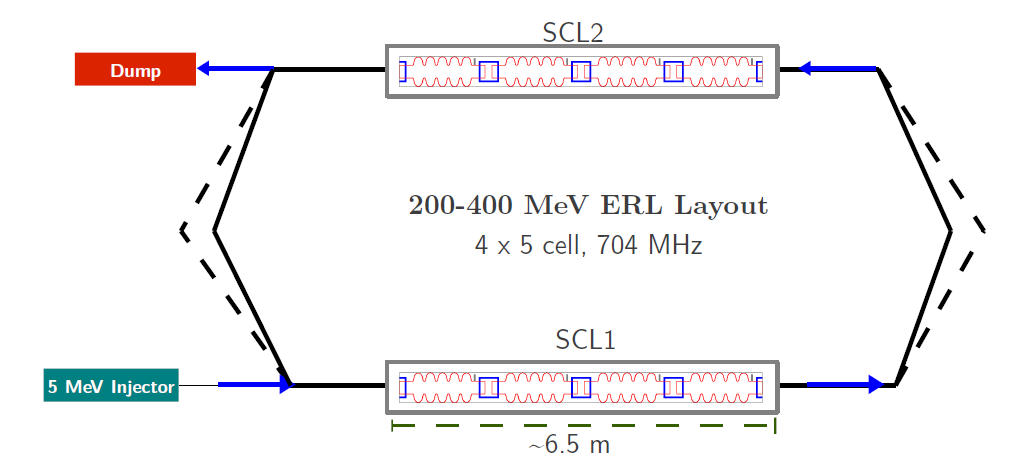 SCL2
Dump
200-400 MeV ERL Layout
4 x 5 cell, 704 MHz
SCL1
5 MeV Injector
~6.5 m